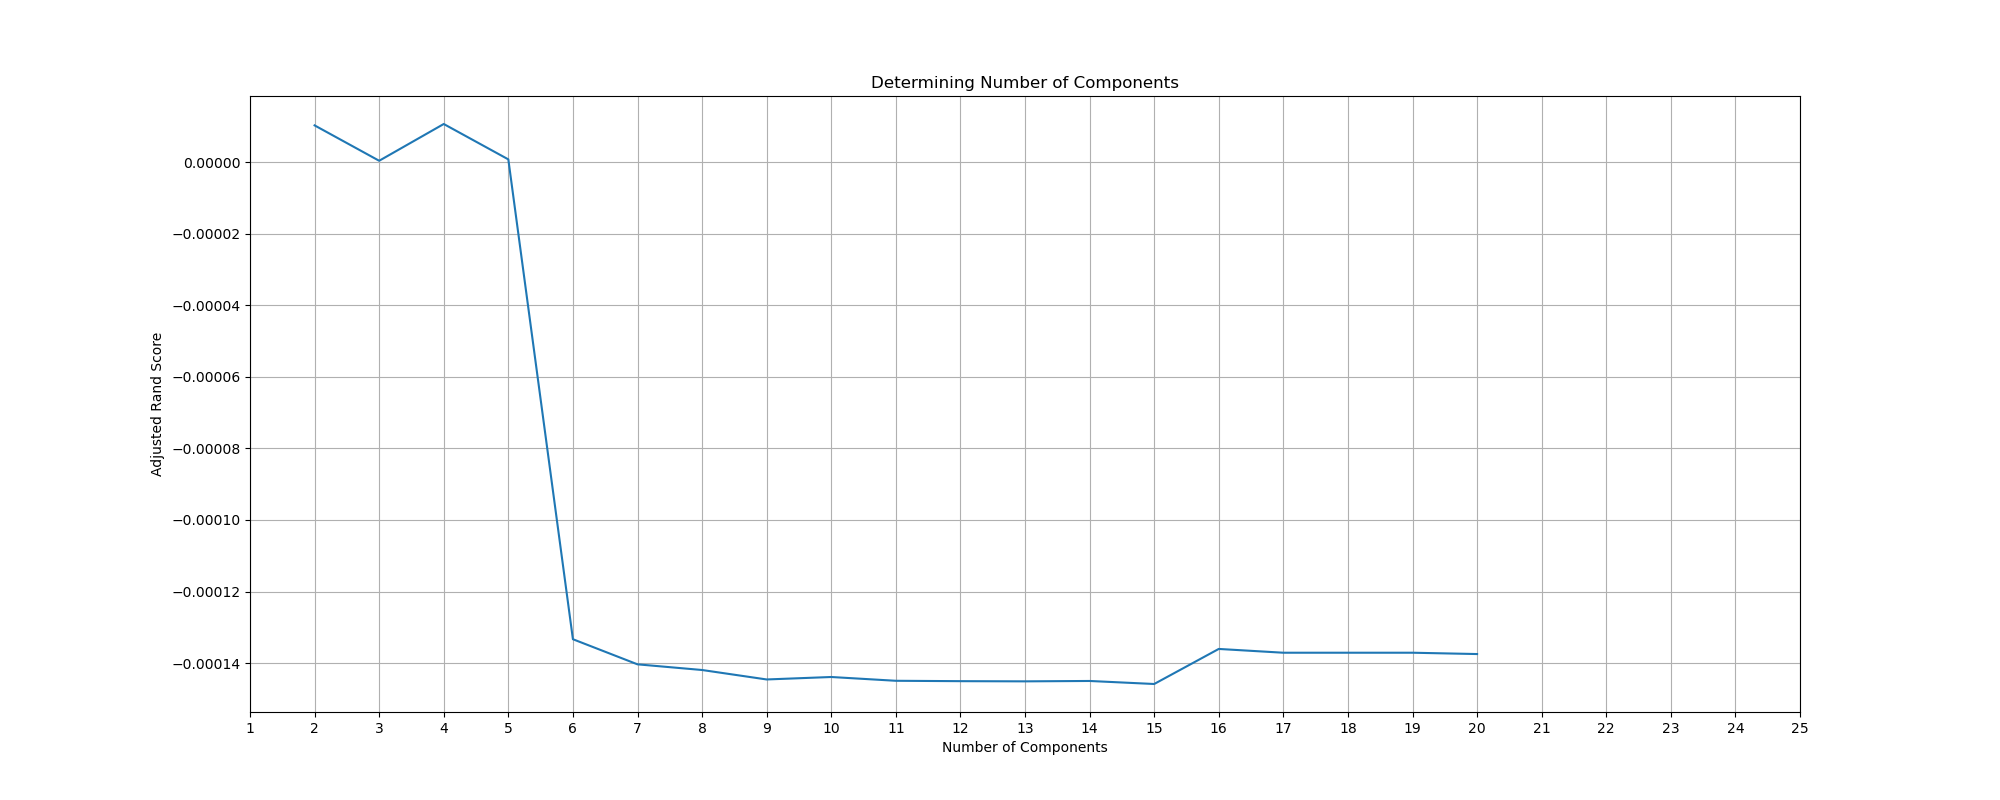 Determining Number of Components
Adjusted Rand Score
0.00000
−0.00002
−0.00004
−0.00006
−0.00008
−0.00010
−0.00012
−0.00014
1 2 3 4 5 6 7 8 9 10 11 12 13 14 15 16 17 18 19 20 21 22 23 24 25
Number of Components